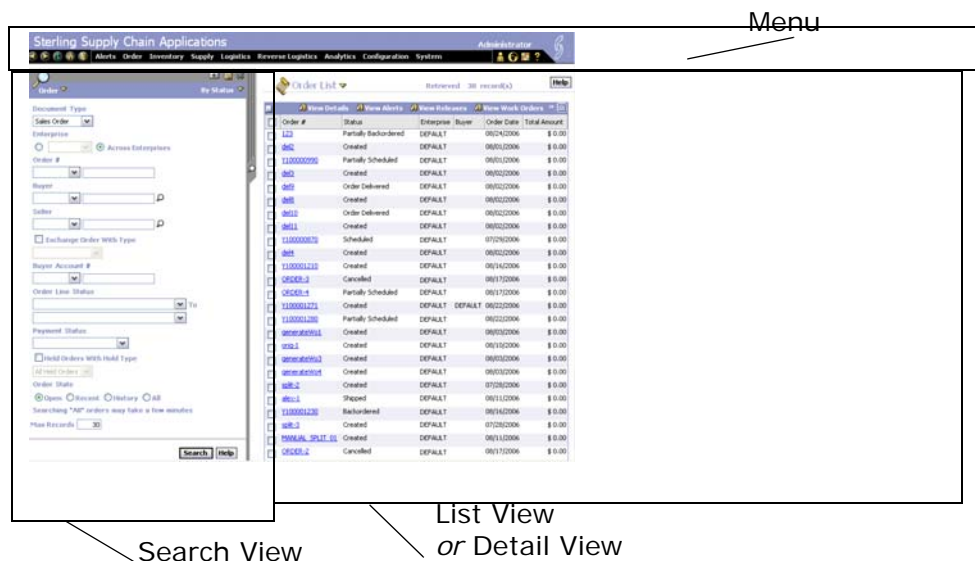 Menu
Sterling Supply Chain Applications
Administrator
Alerts Order Inventory Supply Logistics Reverse Logistics Analytics Configuration System
Order
By Status
Document Type
Sales Order
Enterprise
Across Enterprises
Order #
Buyer
Seller
Exchange Order With Type
Buyer Account #
Order Line Status
To
Payment Status
Held Orders With Hold Type
All Held Orders
Order State
Open Recent History All
Searching "All" orders may take a few minutes
Max Records 30
Search Help
Order List
Retrieved 30 record(s)
Help
View Details View Alerts View Releases View Work Orders
Order # Status Enterprise Buyer Order Date Total Amount
123 Partially Backordered DEFAULT 08/24/2006 $ 0.00
del2 Created DEFAULT 08/01/2006 $ 0.00
Y100000990 Partially Scheduled DEFAULT 08/01/2006 $ 0.00
del3 Created DEFAULT 08/02/2006 $ 0.00
del9 Order Delivered DEFAULT 08/02/2006 $ 0.00
del8 Created DEFAULT 08/02/2006 $ 0.00
del10 Order Delivered DEFAULT 08/02/2006 $ 0.00
del11 Created DEFAULT 08/02/2006 $ 0.00
Y100000870 Scheduled DEFAULT 07/29/2006 $ 0.00
del4 Created DEFAULT 08/02/2006 $ 0.00
Y100001210 Created DEFAULT 08/16/2006 $ 0.00
ORDER-3 Cancelled DEFAULT 08/17/2006 $ 0.00
ORDER-4 Partially Scheduled DEFAULT 08/17/2006 $ 0.00
Y100001271 Created DEFAULT DEFAULT 08/22/2006 $ 0.00
Y100001280 Partially Scheduled DEFAULT 08/22/2006 $ 0.00
generateWo1 Created DEFAULT 08/03/2006 $ 0.00
orig-1 Created DEFAULT 08/10/2006 $ 0.00
generateWo3 Created DEFAULT 08/03/2006 $ 0.00
generateWo4 Created DEFAULT 08/03/2006 $ 0.00
split-2 Created DEFAULT 07/28/2006 $ 0.00
alex-1 Shipped DEFAULT 08/11/2006 $ 0.00
Y100001230 Backordered DEFAULT 08/16/2006 $ 0.00
split-3 Created DEFAULT 07/28/2006 $ 0.00
MANUAL_SPLIT_01 Created DEFAULT 08/11/2006 $ 0.00
ORDER-2 Cancelled DEFAULT 08/17/2006 $ 0.00
List View
or Detail View
Search View